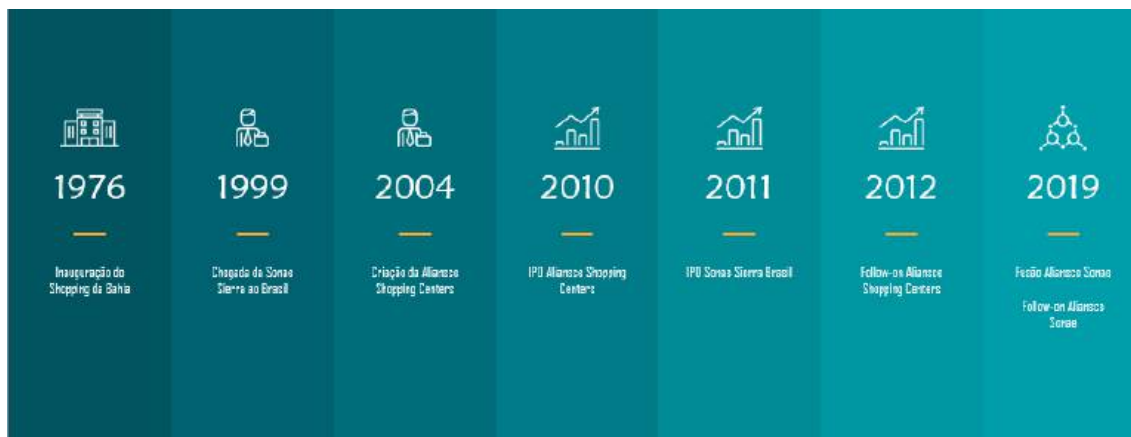 1976
Inauguração do
Shopping da Bahia
1999
Chegada da Sonae
Sierra ao Brasil
2004
Criação da Aliansce
Shopping Centers
2010
IPO Aliansce Shopping
Centers
2011
IPO Sonae Sierra Brasil
2012
Follow-on Aliansce
Shopping Centers
2019
Fusão Aliansce Sonae
Follow-on Aliansce
Sonae